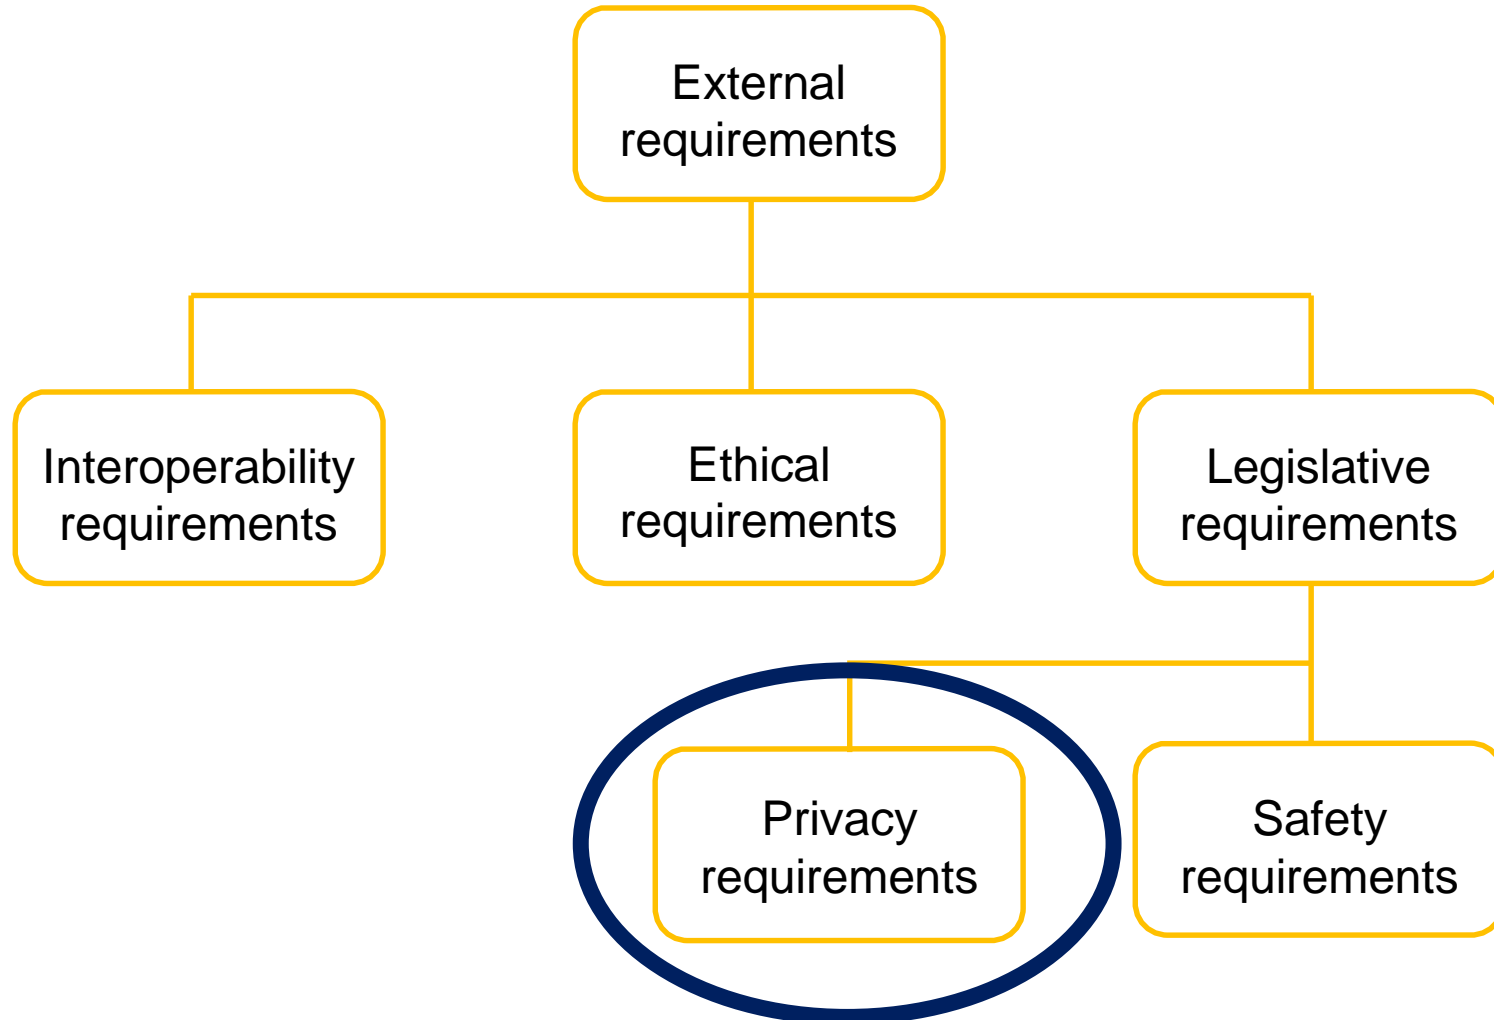 External
requirements
Interoperability
requirements
Ethical
requirements
Legislative
requirements
Privacy
requirements
Safety
requirements